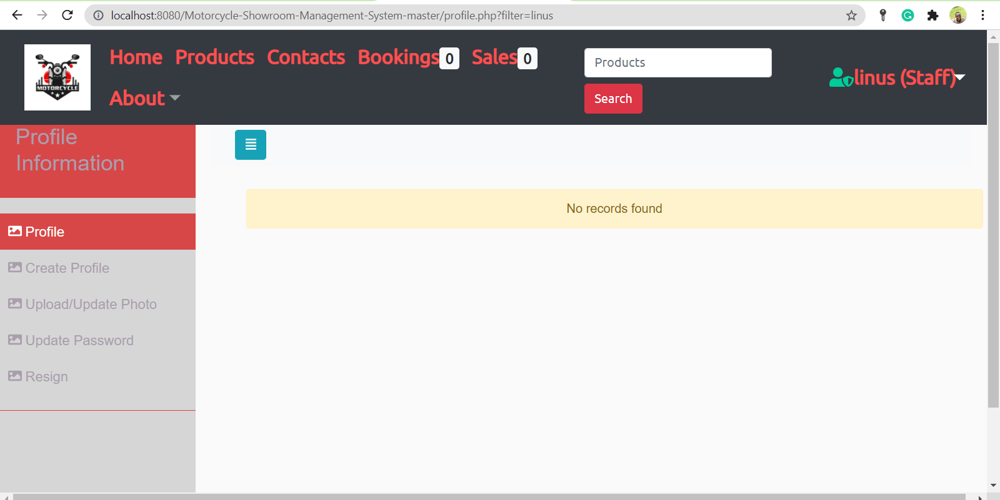 localhost:8080/Motorcycle-Showroom-Management-System-master/profile.php?filter=linus
MOTORCYCLE
Home Products Contacts Bookings 0 Sales 0
About
Products
Search
linus (Staff)
Profile
Information
Profile
Create Profile
Upload/Update Photo
Update Password
Resign
No records found